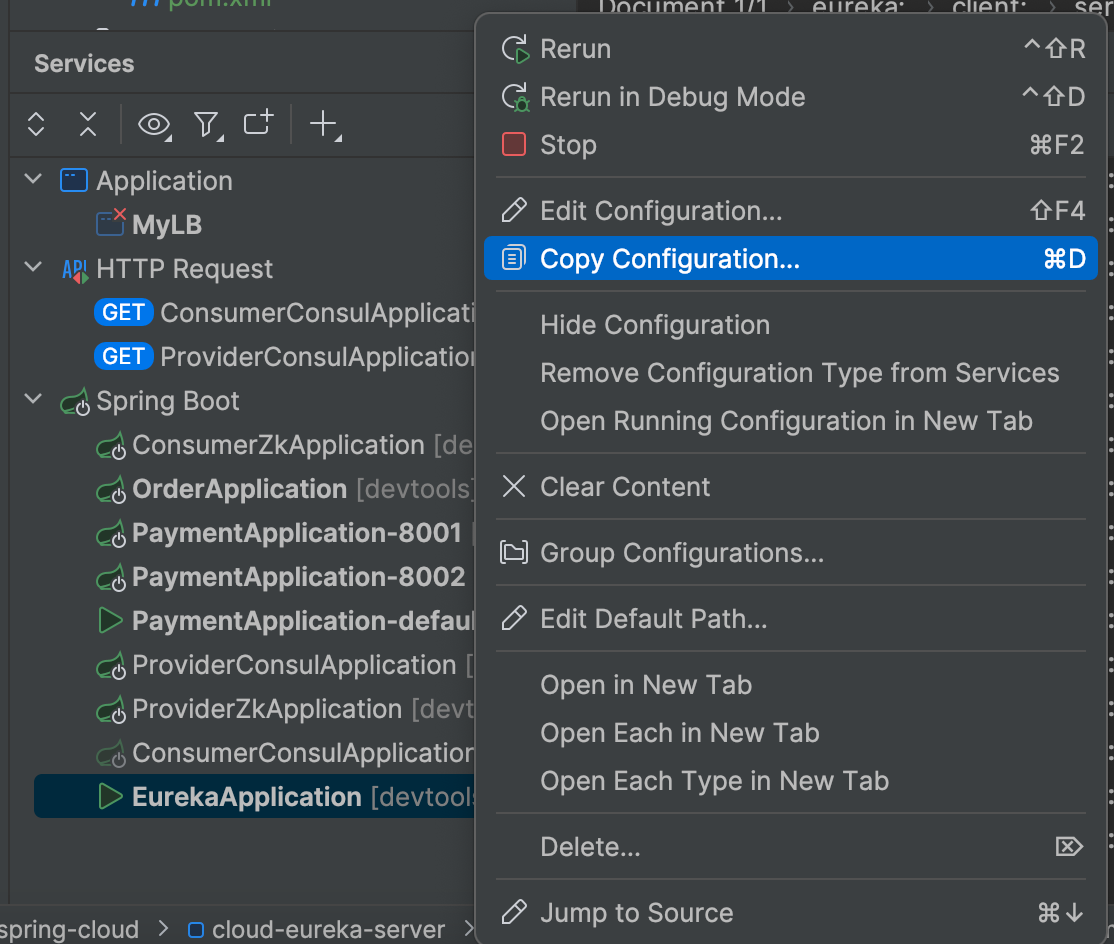 pom.xml
Document 1/1 › eureka: › client: › ser
Services
Application
MyLB
API HTTP Request
GET ConsumerConsulApplicati
GET ProviderConsulApplication
Spring Boot
ConsumerZkApplication [de
OrderApplication [devtools]
PaymentApplication-8001 [
PaymentApplication-8002
PaymentApplication-defaul
ProviderConsulApplication [
ProviderZkApplication [devt
ConsumerConsulApplication
EurekaApplication [devtools
spring-cloud › cloud-eureka-server ›
Rerun ⌃⇧R
Rerun in Debug Mode ⌃⇧D
Stop ⌘F2
Edit Configuration... ⇧F4
Copy Configuration... ⌘D
Hide Configuration
Remove Configuration Type from Services
Open Running Configuration in New Tab
Clear Content
Group Configurations...
Edit Default Path...
Open in New Tab
Open Each in New Tab
Open Each Type in New Tab
Delete... ⌦
Jump to Source ⌘↓